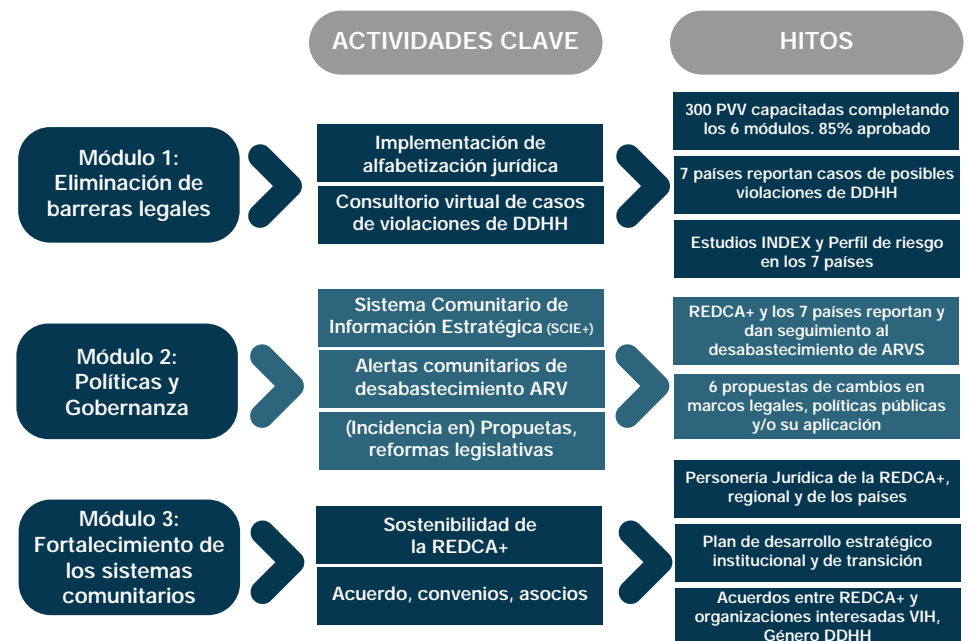 ACTIVIDADES CLAVE
HITOS
Módulo 1:
Eliminación de
barreras legales
Implementación de
alfabetización jurídica
Consultorio virtual de casos
de violaciones de DDHH
300 PVV capacitadas completando
los 6 módulos. 85% aprobado
7 países reportan casos de posibles
violaciones de DDHH
Estudios INDEX y Perfil de riesgo
en los 7 países
Módulo 2:
Políticas y
Gobernanza
Sistema Comunitario de
Información Estratégica (SCIE+)
Alertas comunitarios de
desabastecimiento ARV
(Incidencia en) Propuetas,
reformas legislativas
REDCA+ y los 7 países reportan y
dan seguimiento al
desabastecimiento de ARVS
6 propuestas de cambios en
marcos legales, políticas públicas
y/o su aplicación
Módulo 3:
Fortalecimiento de
los sistemas
comunitarios
Sostenibilidad de
la REDCA+
Acuerdo, convenios, asocios
Personería Jurídica de la REDCA+,
regional y de los países
Plan de desarrollo estratégico
institucional y de transición
Acuerdos entre REDCA+ y
organizaciones interesadas VIH,
Género DDHH